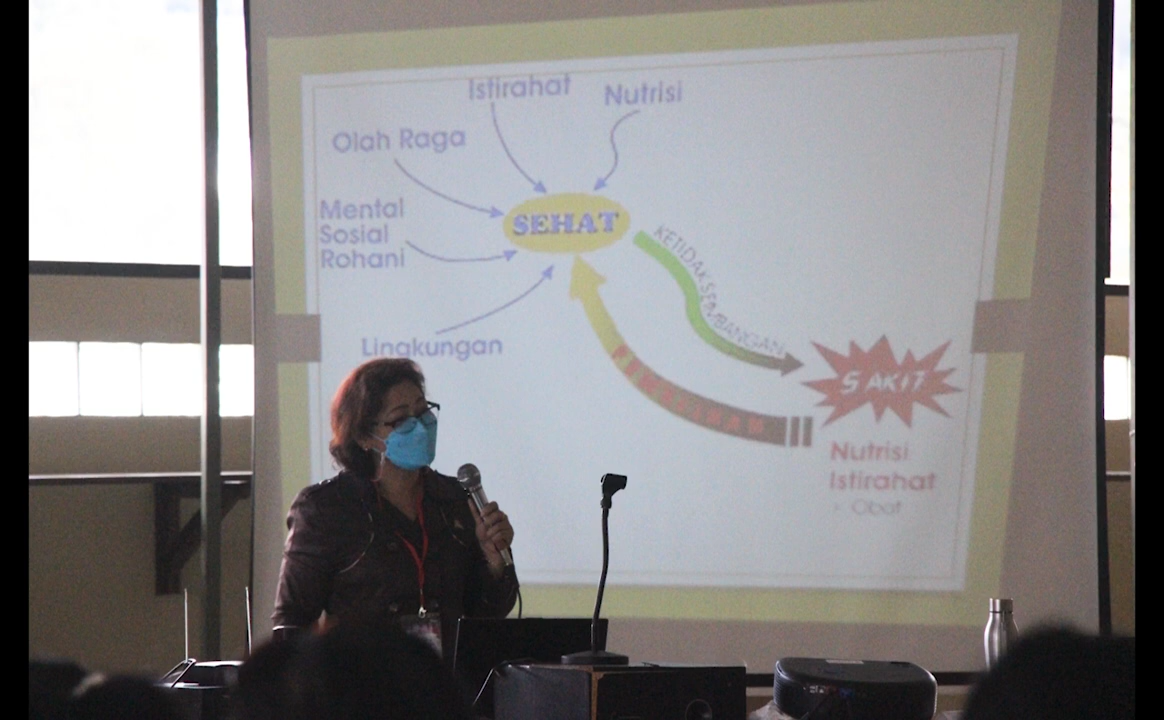 Istirahat
Nutrisi
Olah Raga
Mental
Sosial
Rohani
SEHAT
Lingkungan
KETIDAKSEIMBANGAN
SAKIT
Nutrisi
Istirahat
- Obat